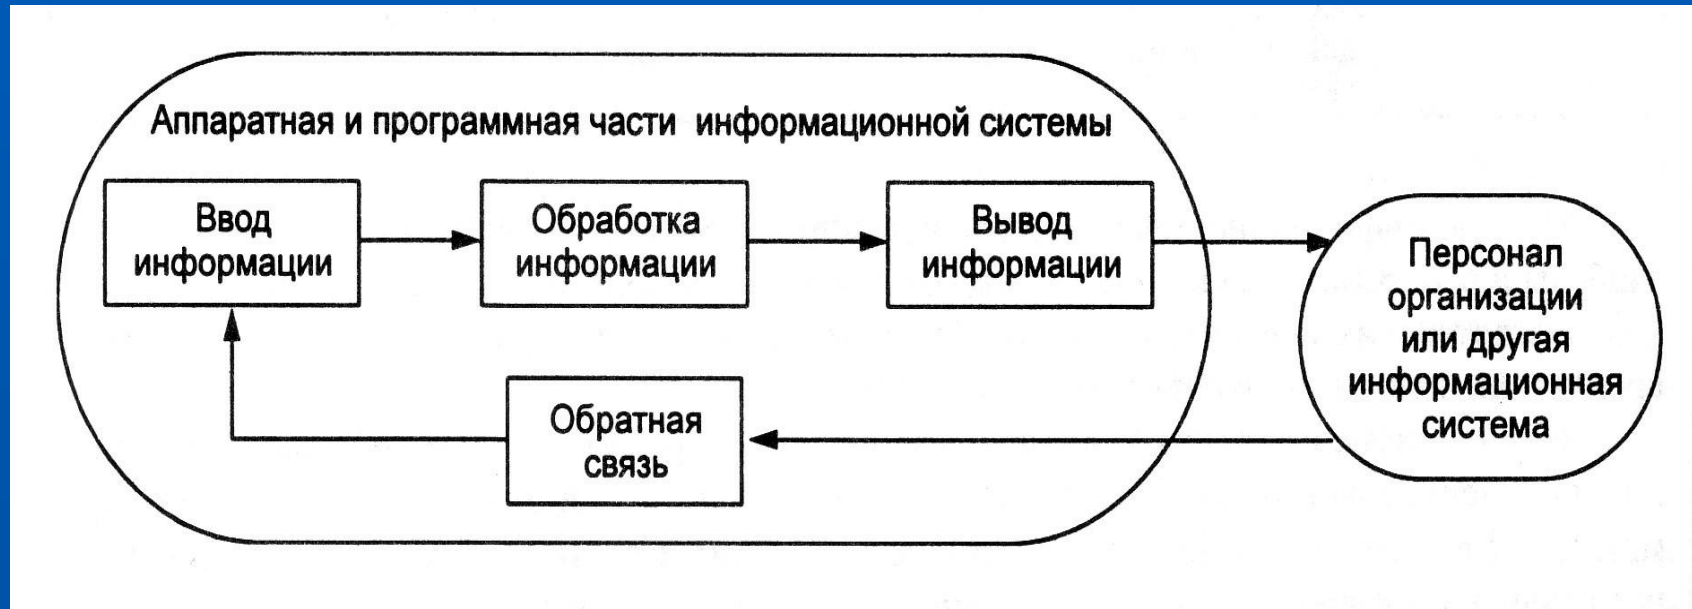 Аппаратная и программная части информационной системы
Ввод
информации
Обработка
информации
Вывод
информации
Персонал
организации
или другая
информационная
система
Обратная
связь